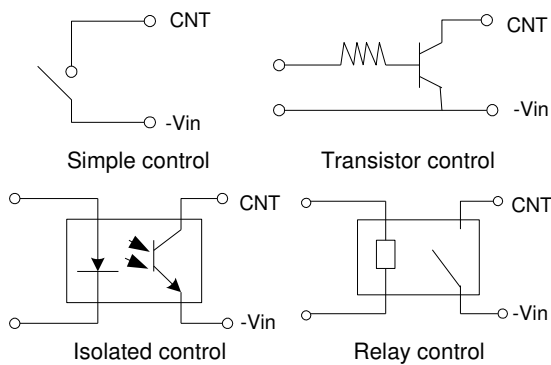 CNT
-Vin
Simple control
CNT
-Vin
Transistor control
CNT
-Vin
Isolated control
CNT
-Vin
Relay control